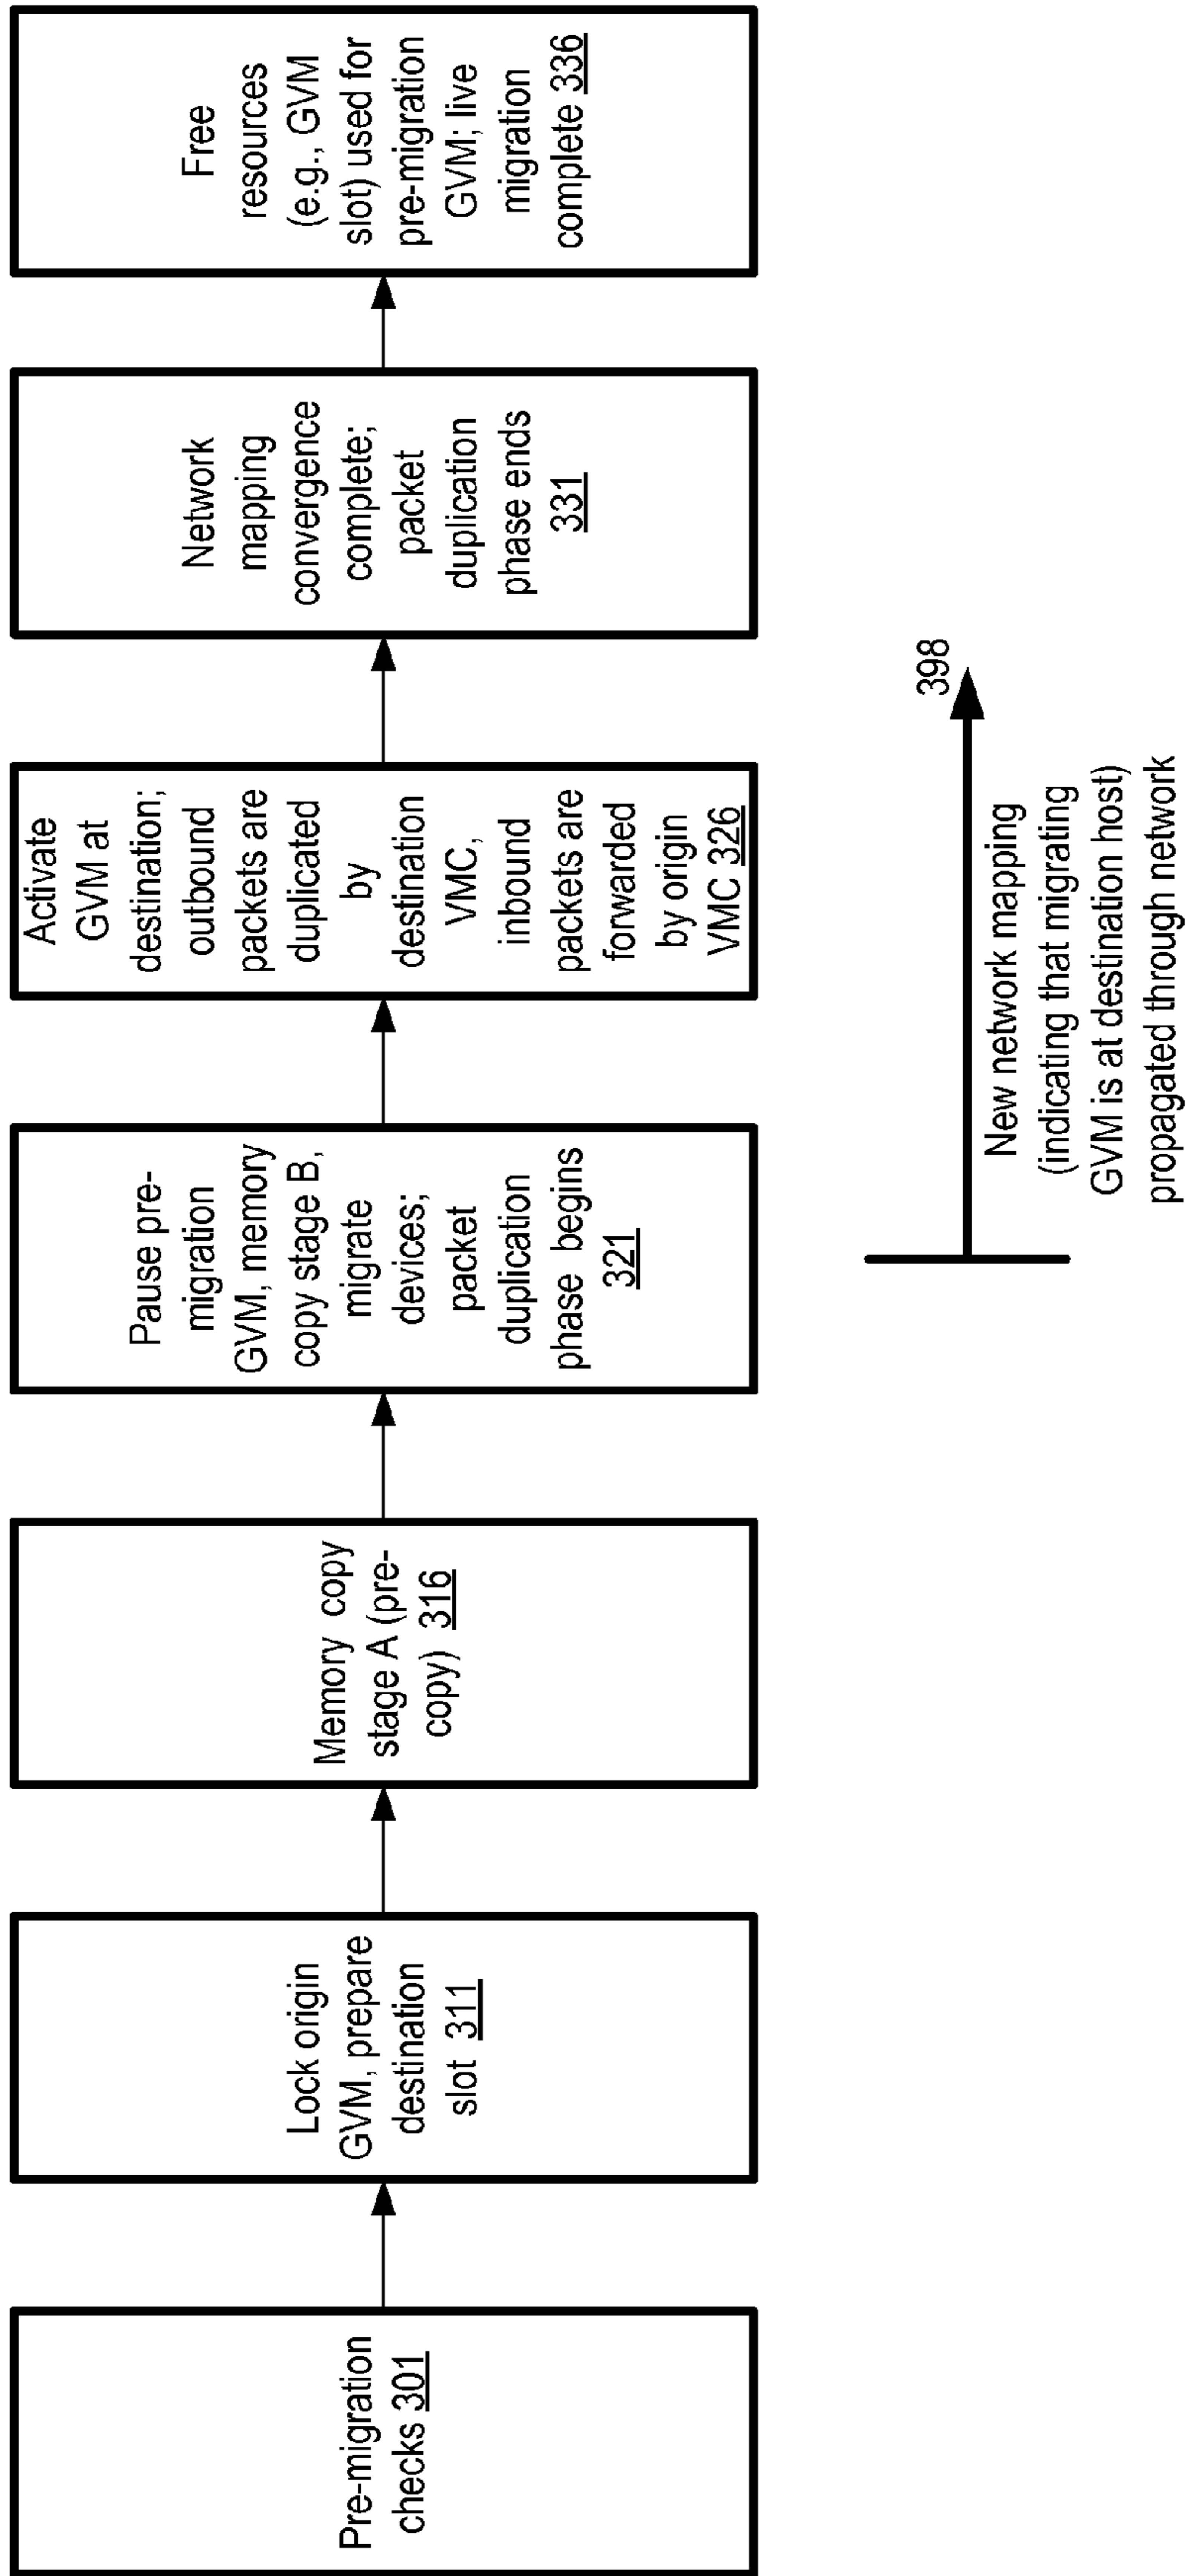 Pre-migration
checks 301
Lock origin
GVM, prepare
destination
slot 311
Memory copy
stage A (pre-
copy) 316
Pause pre-
migration
GVM, memory
copy stage B,
migrate
devices;
packet
duplication
phase begins
321
Activate
GVM at
destination;
outbound
packets are
duplicated
by
destination
VMC,
inbound
packets are
forwarded
by origin
VMC 326
Network
mapping
convergence
complete;
packet
duplication
phase ends
331
Free
resources
(e.g., GVM
slot) used for
pre-migration
GVM; live
migration
complete 336
398
New network mapping
(indicating that migrating
GVM is at destination host)
propagated through network